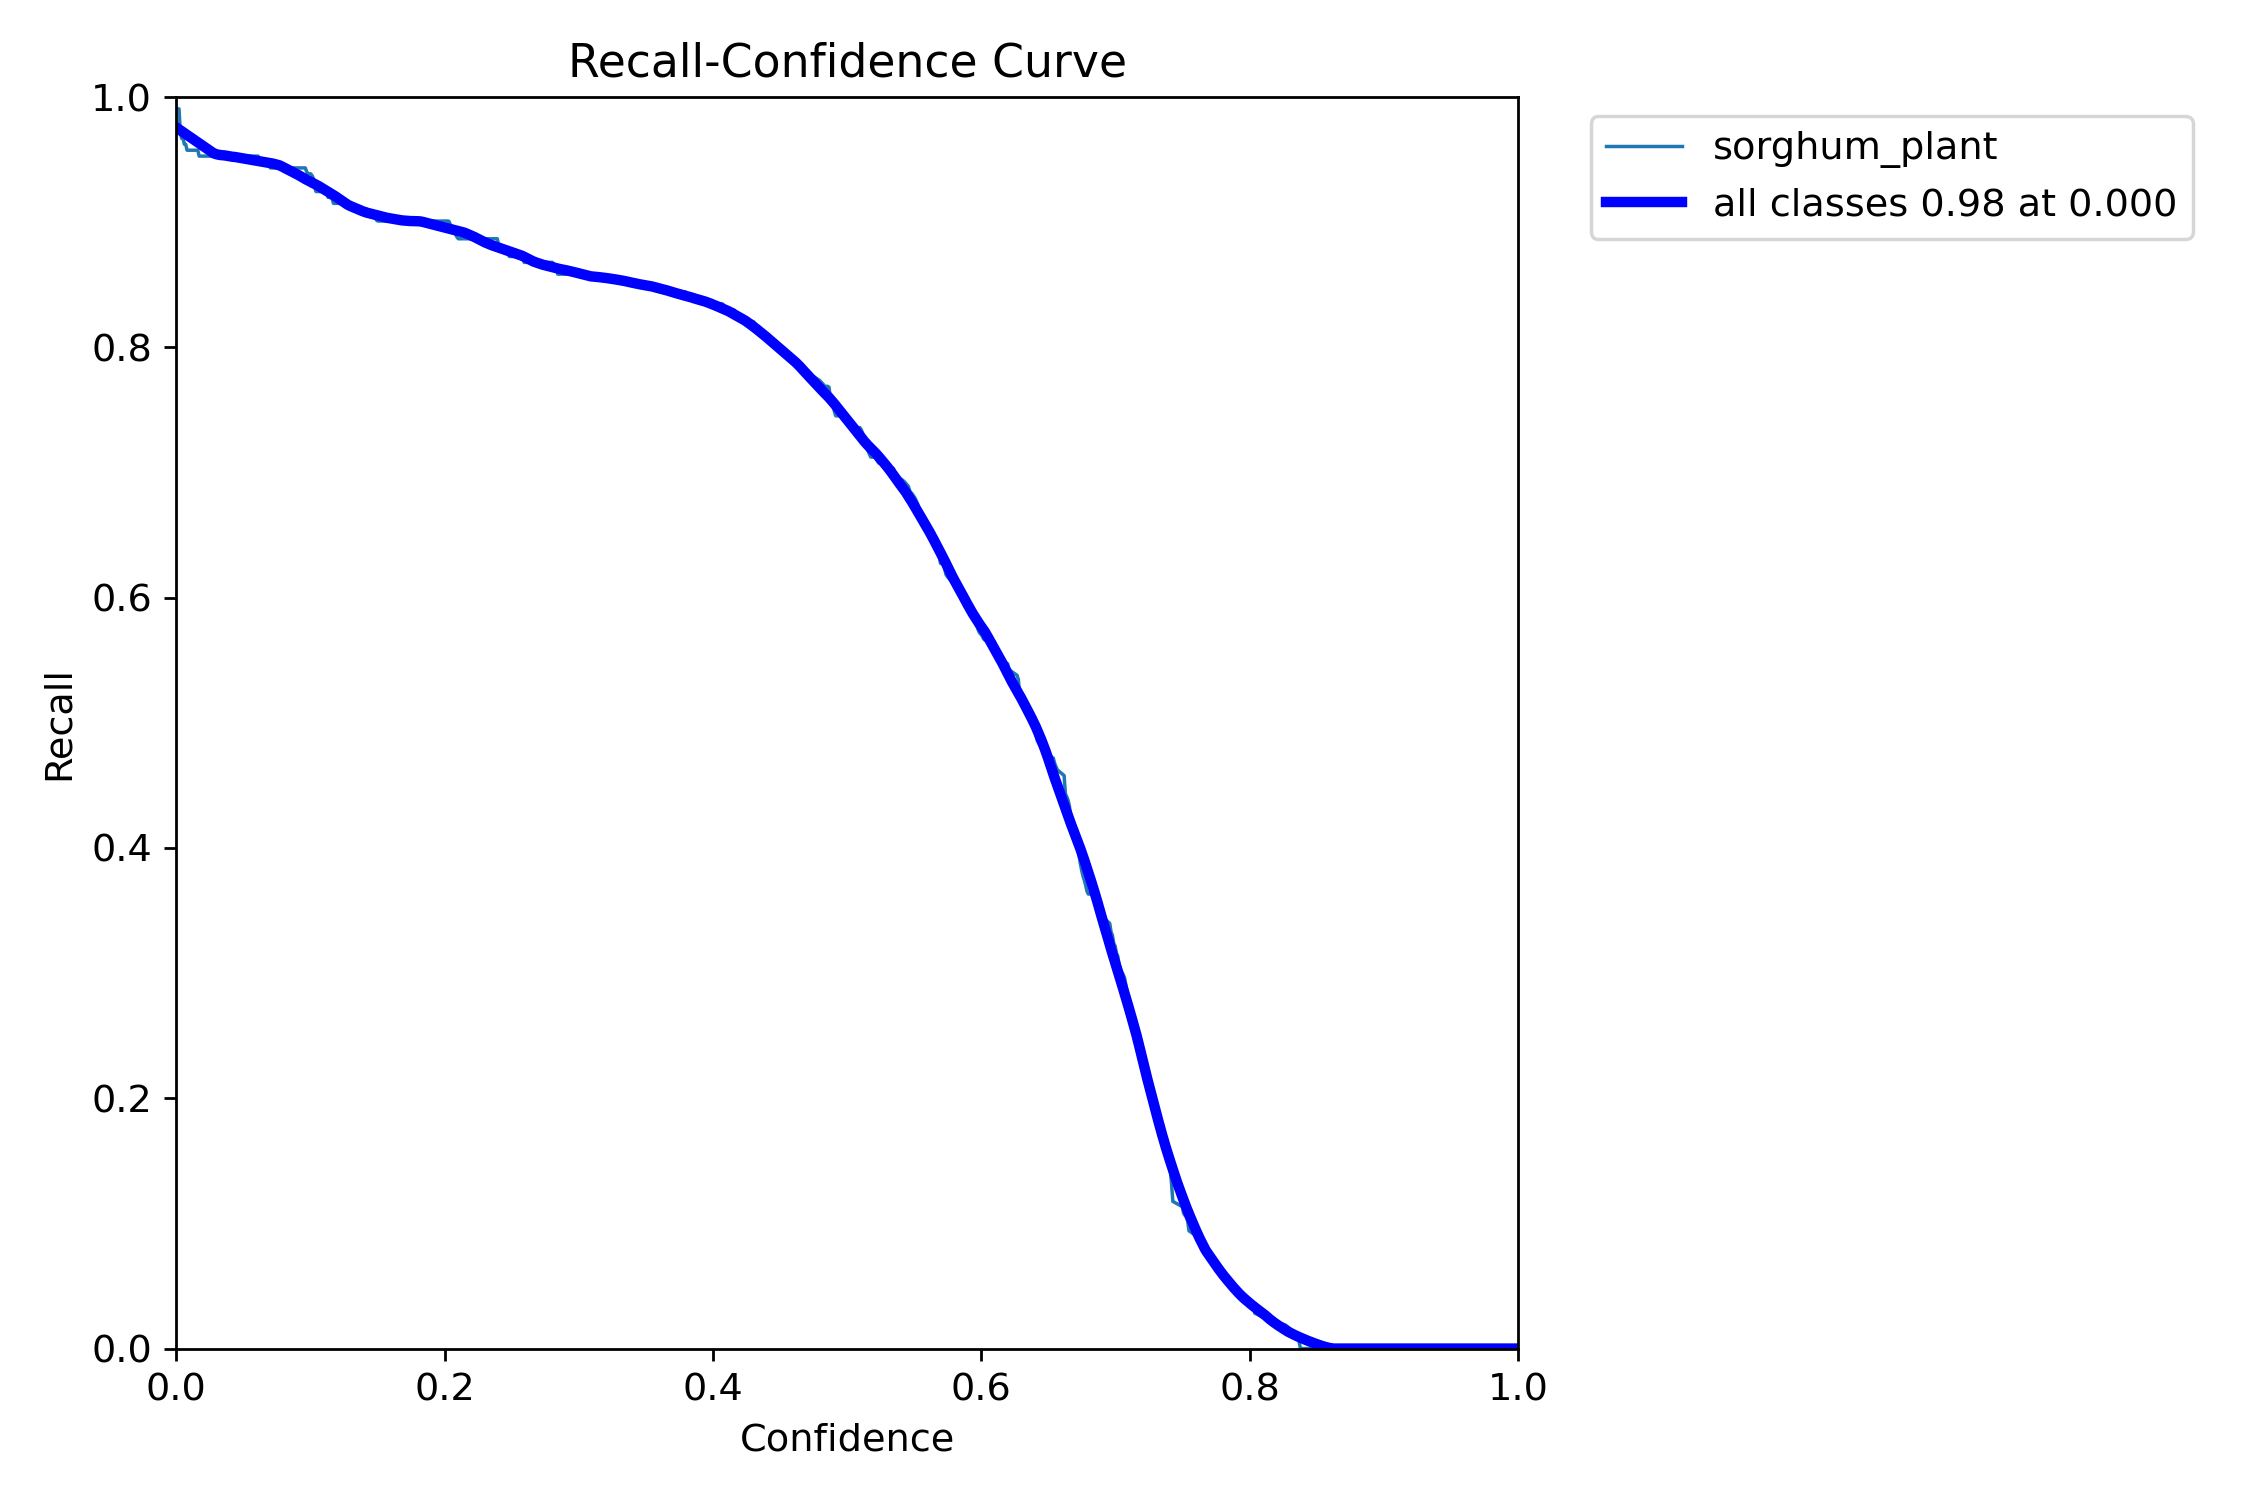 Recall-Confidence Curve
1.0
0.8
0.6
0.4
0.2
0.0
Recall
0.0 0.2 0.4 0.6 0.8 1.0
Confidence
sorghum_plant
all classes 0.98 at 0.000